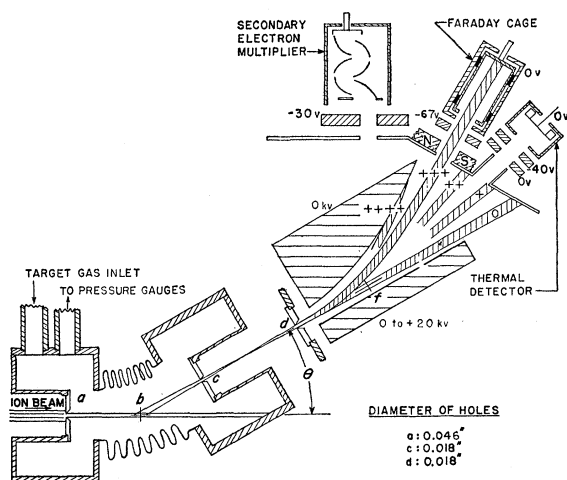 SECONDARY
ELECTRON
MULTIPLIER
FARADAY CAGE
0v
0v
-30v
-67v
N
S
-40v
0v
+++
++
++++
+
0
0 kv
THERMAL
DETECTOR
f
0 to +20 kv
TARGET GAS INLET
TO PRESSURE GAUGES
d
c
θ
ION BEAM
a
b
DIAMETER OF HOLES
a: 0.046"
c: 0.018"
d: 0.018"